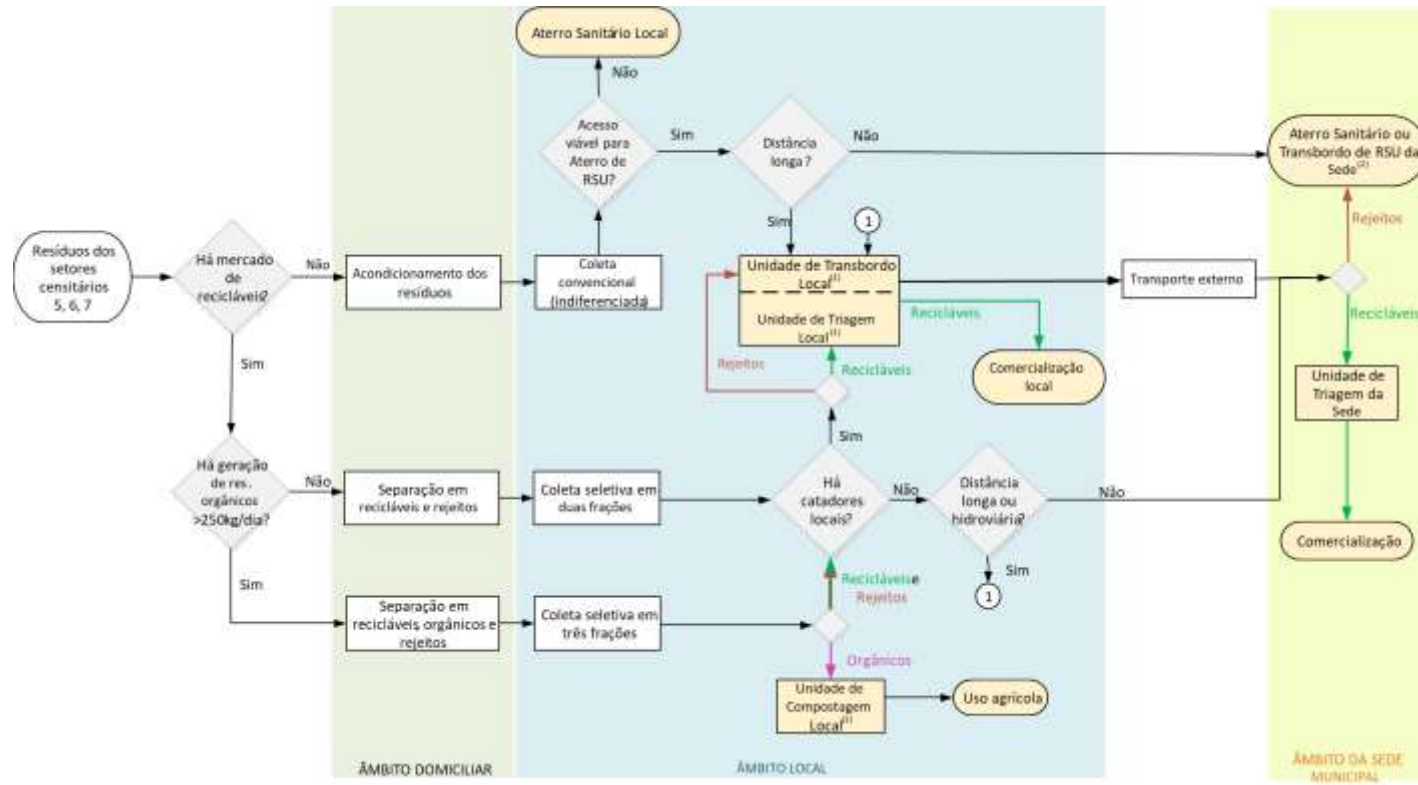 Aterro Sanitário Local
Não
Acesso
viável para
Aterro de
RSU?
Sim
Distância
longa ?
Não
Aterro Sanitário ou
Transbordo de RSU da
Sede(2)
Sim
1
Rejeitos
Resíduos dos
setores
censitários
5, 6, 7
Há mercado
de
recicláveis?
Não
Acondicionamento dos
resíduos
Coleta
convencional
(indiferenciada)
Unidade de Transbordo
Local(1)
Unidade de Triagem
Local(1)
Transporte externo
Recicláveis
Recicláveis
Sim
Rejeitos
Recicláveis
Comercialização
local
Unidade de
Triagem da
Sede
Sim
Há geração
de res.
orgânicos
>250kg/dia?
Não
Separação em
recicláveis e rejeitos
Coleta seletiva em
duas frações
Há
catadores
locais?
Não
Distância
longa ou
hidroviária?
Não
Comercialização
Sim
Sim
1
Recicláveis e
Rejeitos
Separação em
recicláveis, orgânicos e
rejeitos
Coleta seletiva em
três frações
Orgânicos
Unidade de
Compostagem
Local(1)
Uso agrícola
ÂMBITO DOMICILIAR
ÂMBITO LOCAL
ÂMBITO DA SEDE
MUNICIPAL